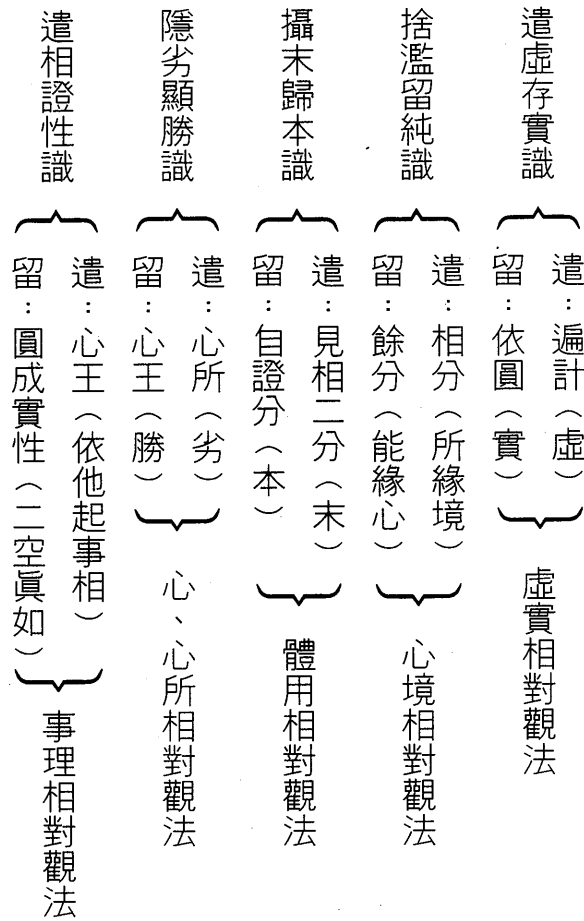 遣虛存實識
遣：遍計（虛）
留：依圓（實）
虛實相對觀法
捨濫留純識
遣：相分（所緣境）
留：餘分（能緣心）
心境相對觀法
攝末歸本識
遣：見相二分（末）
留：自證分（本）
體用相對觀法
隱劣顯勝識
遣：心所（劣）
留：心王（勝）
心、心所相對觀法
遣相證性識
遣：心王（依他起事相）
留：圓成實性（二空眞如）
事理相對觀法